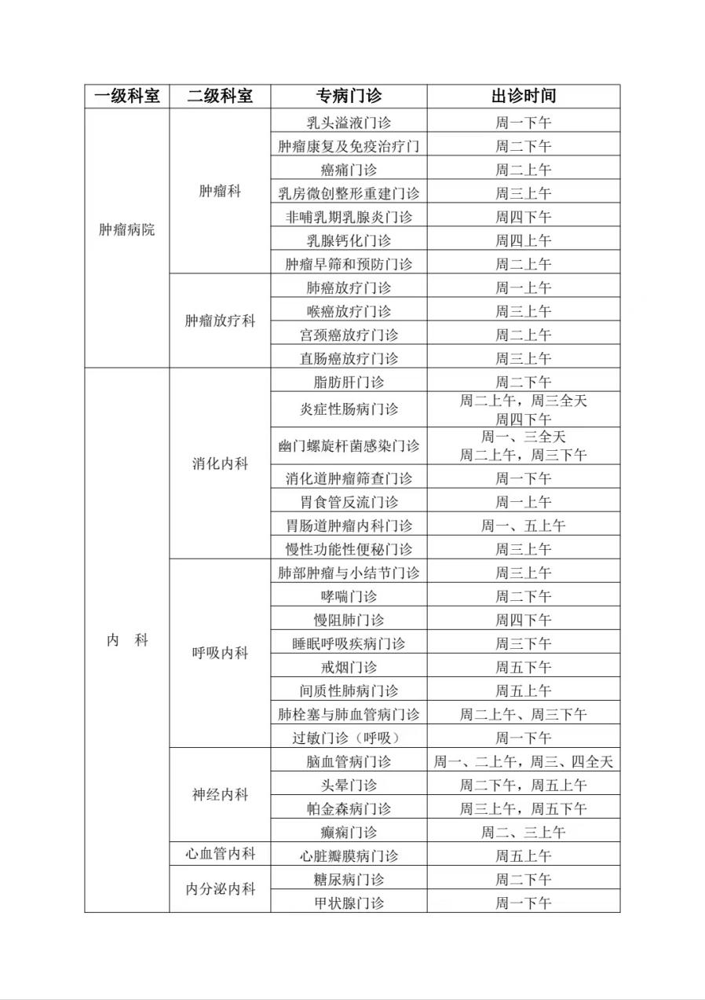 一级科室 二级科室 专病门诊 出诊时间
肿瘤病院 肿瘤科 乳头溢液门诊 周一下午
肿瘤康复及免疫治疗门 周二下午
癌痛门诊 周二上午
乳房微创整形重建门诊 周三上午
非哺乳期乳腺炎门诊 周四下午
乳腺钙化门诊 周四上午
肿瘤早筛和预防门诊 周二上午
肿瘤放疗科 肺癌放疗门诊 周一上午
喉癌放疗门诊 周三上午
宫颈癌放疗门诊 周二上午
直肠癌放疗门诊 周三上午
内 科 消化内科 脂肪肝门诊 周二下午
炎症性肠病门诊 周二上午，周三全天
周四下午
幽门螺旋杆菌感染门诊 周一、三全天
周二上午，周三下午
消化道肿瘤筛查门诊 周一下午
胃食管反流门诊 周一上午
胃肠道肿瘤内科门诊 周一、五上午
慢性功能性便秘门诊 周三上午
呼吸内科 肺部肿瘤与小结节门诊 周三上午
哮喘门诊 周二下午
慢阻肺门诊 周四下午
睡眠呼吸疾病门诊 周三下午
戒烟门诊 周五下午
间质性肺病门诊 周五上午
肺栓塞与肺血管病门诊 周二上午、周三下午
过敏门诊（呼吸） 周一下午
神经内科 脑血管病门诊 周一、二上午，周三、四全天
头晕门诊 周二下午，周五上午
帕金森病门诊 周三上午，周五下午
癫痫门诊 周二、三上午
心血管内科 心脏瓣膜病门诊 周五上午
内分泌内科 糖尿病门诊 周二下午
甲状腺门诊 周一下午